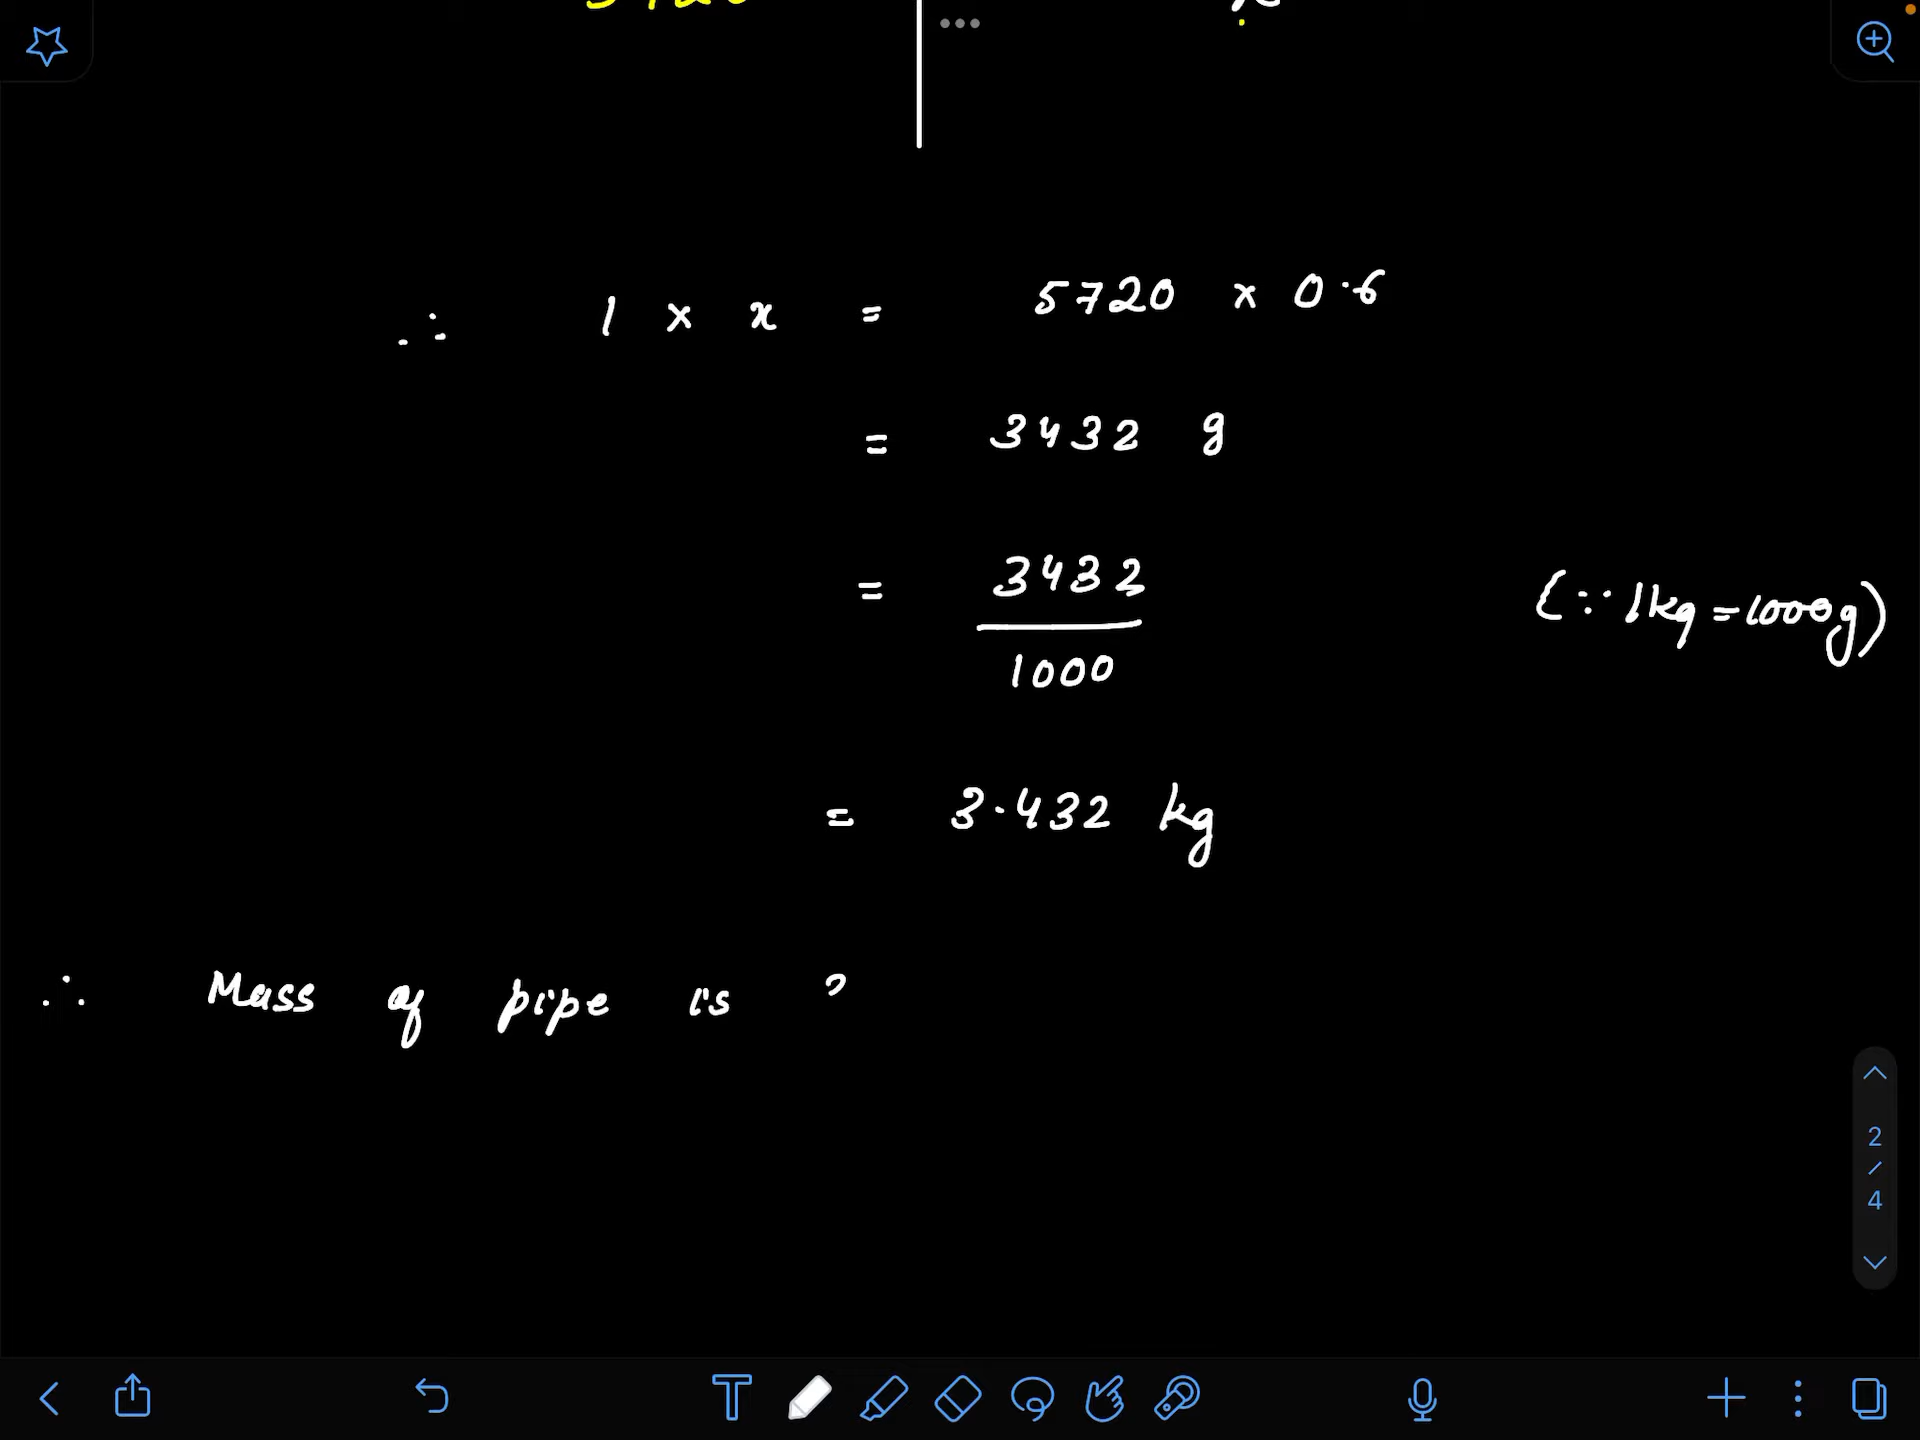 ∴ 1 × x = 5720 × 0.6
= 3432 g
= 3432
1000
(∵ 1kg = 1000g)
= 3.432 kg
∴ Mass of pipe is
2
/
4
T